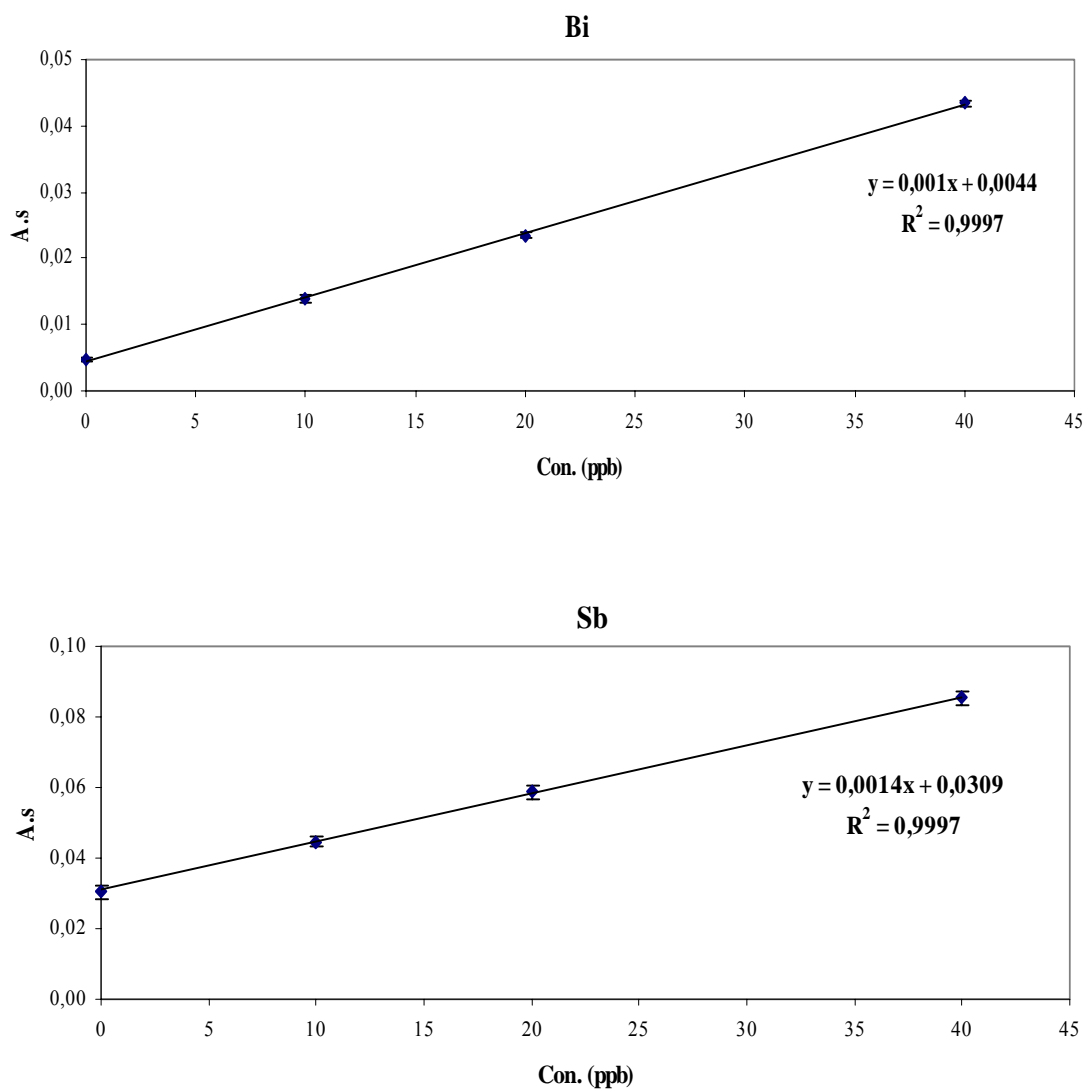 Bi
0,05
0,04
0,03
0,02
0,01
0,00
A.s
y = 0,001x + 0,0044
R² = 0,9997
0 5 10 15 20 25 30 35 40 45
Con. (ppb)
Sb
0,10
0,08
0,06
0,04
0,02
0,00
A.s
y = 0,0014x + 0,0309
R² = 0,9997
0 5 10 15 20 25 30 35 40 45
Con. (ppb)